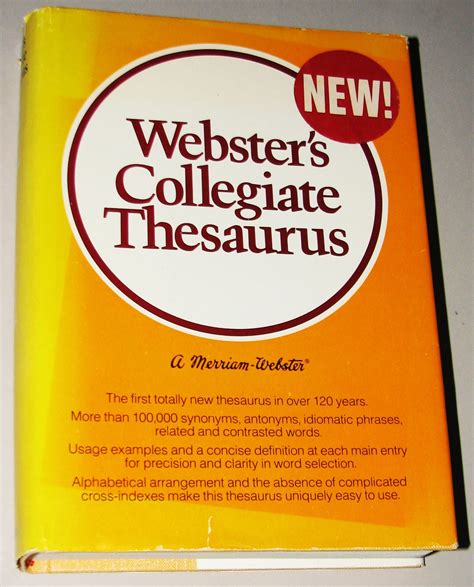 NEW!
Webster's
Collegiate
Thesaurus
A Merriam-Webster®
The first totally new thesaurus in over 120 years.
More than 100,000 synonyms, antonyms, idiomatic phrases,
related and contrasted words.
Usage examples and a concise definition at each main entry
for precision and clarity in word selection.
Alphabetical arrangement and the absence of complicated
cross-indexes make this thesaurus uniquely easy to use.